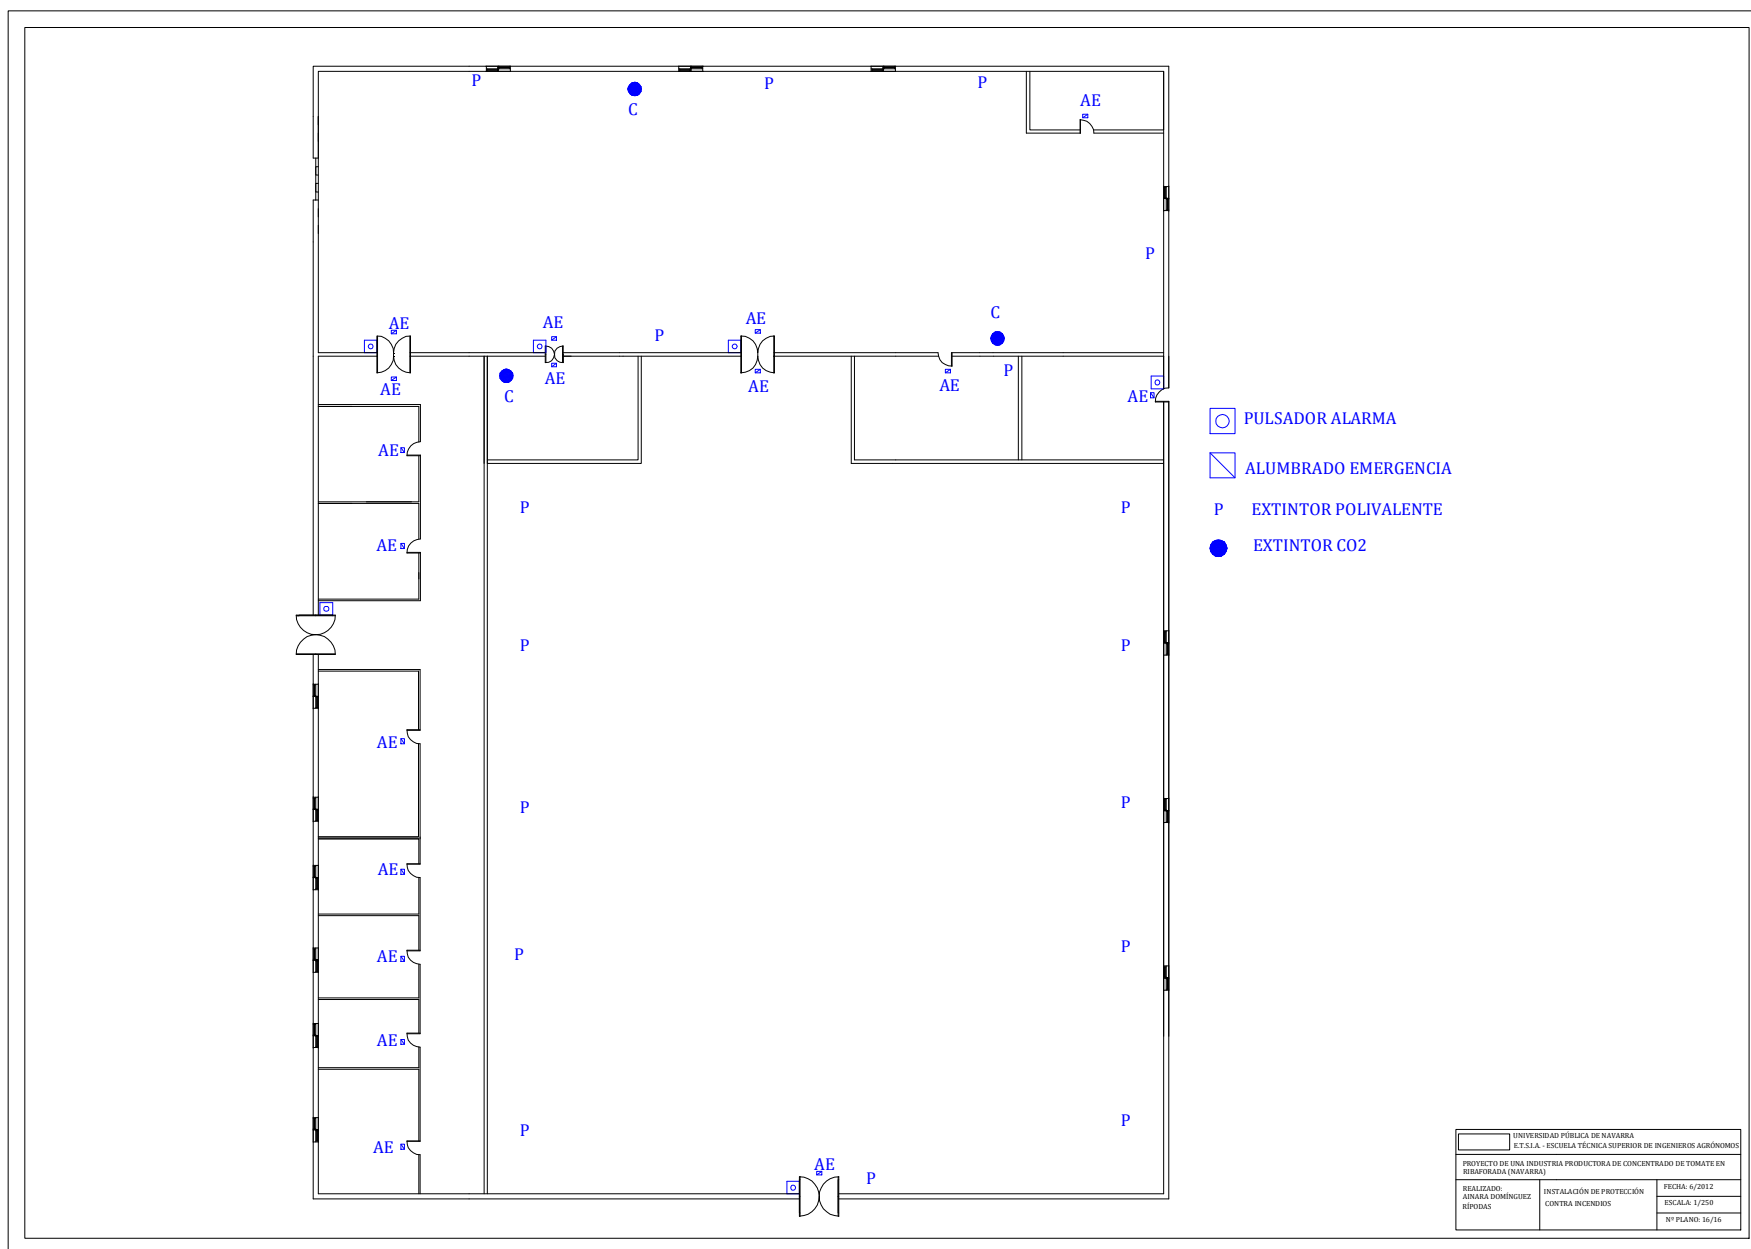 P
P
P
C
AE
P
C
AE
AE
AE
P
AE
AE
AE
AE
P
C
AE
AE
PULSADOR ALARMA
AE
ALUMBRADO EMERGENCIA
P
P
P EXTINTOR POLIVALENTE
AE
EXTINTOR CO2
P
P
AE
P
P
AE
P
P
AE
AE
P
P
AE
AE
P
UNIVERSIDAD PÚBLICA DE NAVARRA
E.T.S.I.A. - ESCUELA TÉCNICA SUPERIOR DE INGENIEROS AGRÓNOMOS
PROYECTO DE UNA INDUSTRIA PRODUCTORA DE CONCENTRADO DE TOMATE EN
RIBAFORADA (NAVARRA)
REALIZADO:
AINARA DOMÍNGUEZ
RÍPODAS
INSTALACIÓN DE PROTECCIÓN
CONTRA INCENDIOS
FECHA: 6/2012
ESCALA: 1/250
Nº PLANO: 16/16